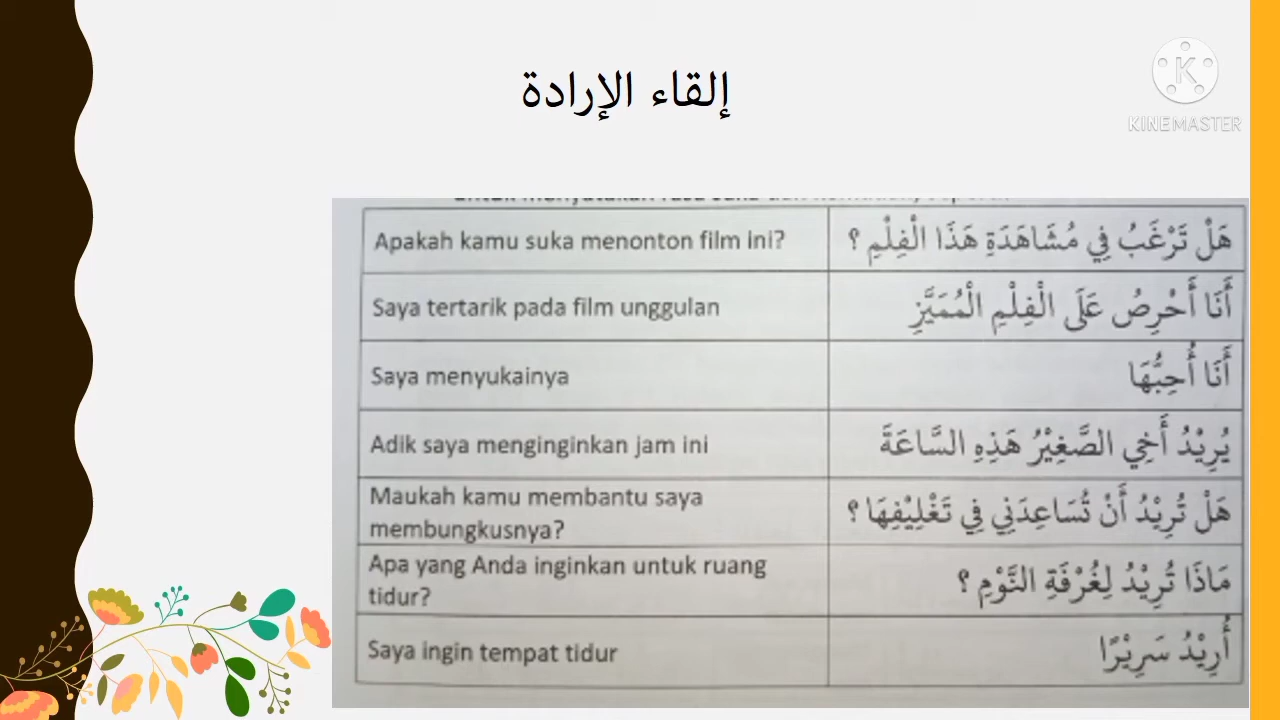 إلقاء الإرادة
KINEMASTER
Apakah kamu suka menonton film ini?
هَلْ تَرْغَبُ فِي مُشَاهَدَةِ هَذَا الْفِلْمِ ؟
Saya tertarik pada film unggulan
أَنَا أَحْرِصُ عَلَى الْفِلْمِ الْمُمَيَّزِ
Saya menyukainya
أَنَا أُحِبُّهَا
Adik saya menginginkan jam ini
يُرِيْدُ أَخِي الصَّغِيْرُ هَذِهِ السَّاعَةَ
Maukah kamu membantu saya
membungkusnya?
هَلْ تُرِيْدُ أَنْ تُسَاعِدَنِي فِي تَغْلِيْفِهَا ؟
Apa yang Anda inginkan untuk ruang
tidur?
مَاذَا تُرِيْدُ لِغُرْفَةِ النَّوْمِ ؟
Saya ingin tempat tidur
أُرِيْدُ سَرِيْرًا